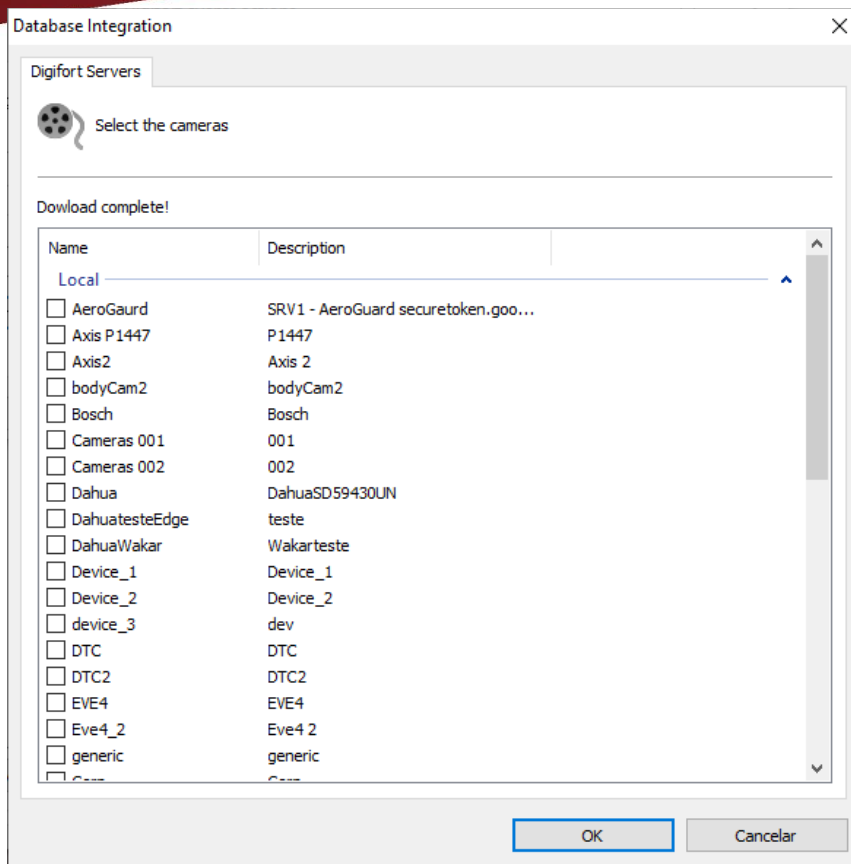 Database Integration
Digifort Servers
Select the cameras
Dowload complete!
Name Description
Local
AeroGaurd SRV1 - AeroGuard securetoken.goo...
Axis P1447 P1447
Axis2 Axis 2
bodyCam2 bodyCam2
Bosch Bosch
Cameras 001 001
Cameras 002 002
Dahua DahuaSD59430UN
DahuatesteEdge teste
DahuaWakar Wakarteste
Device_1 Device_1
Device_2 Device_2
device_3 dev
DTC DTC
DTC2 DTC2
EVE4 EVE4
Eve4_2 Eve4 2
generic generic
OK Cancelar